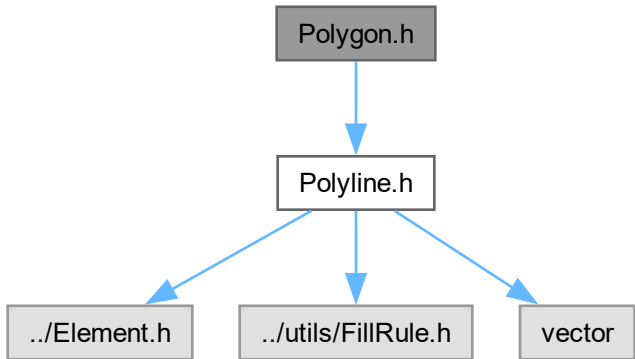 Polygon.h
Polyline.h
../Element.h
../utils/FillRule.h
vector